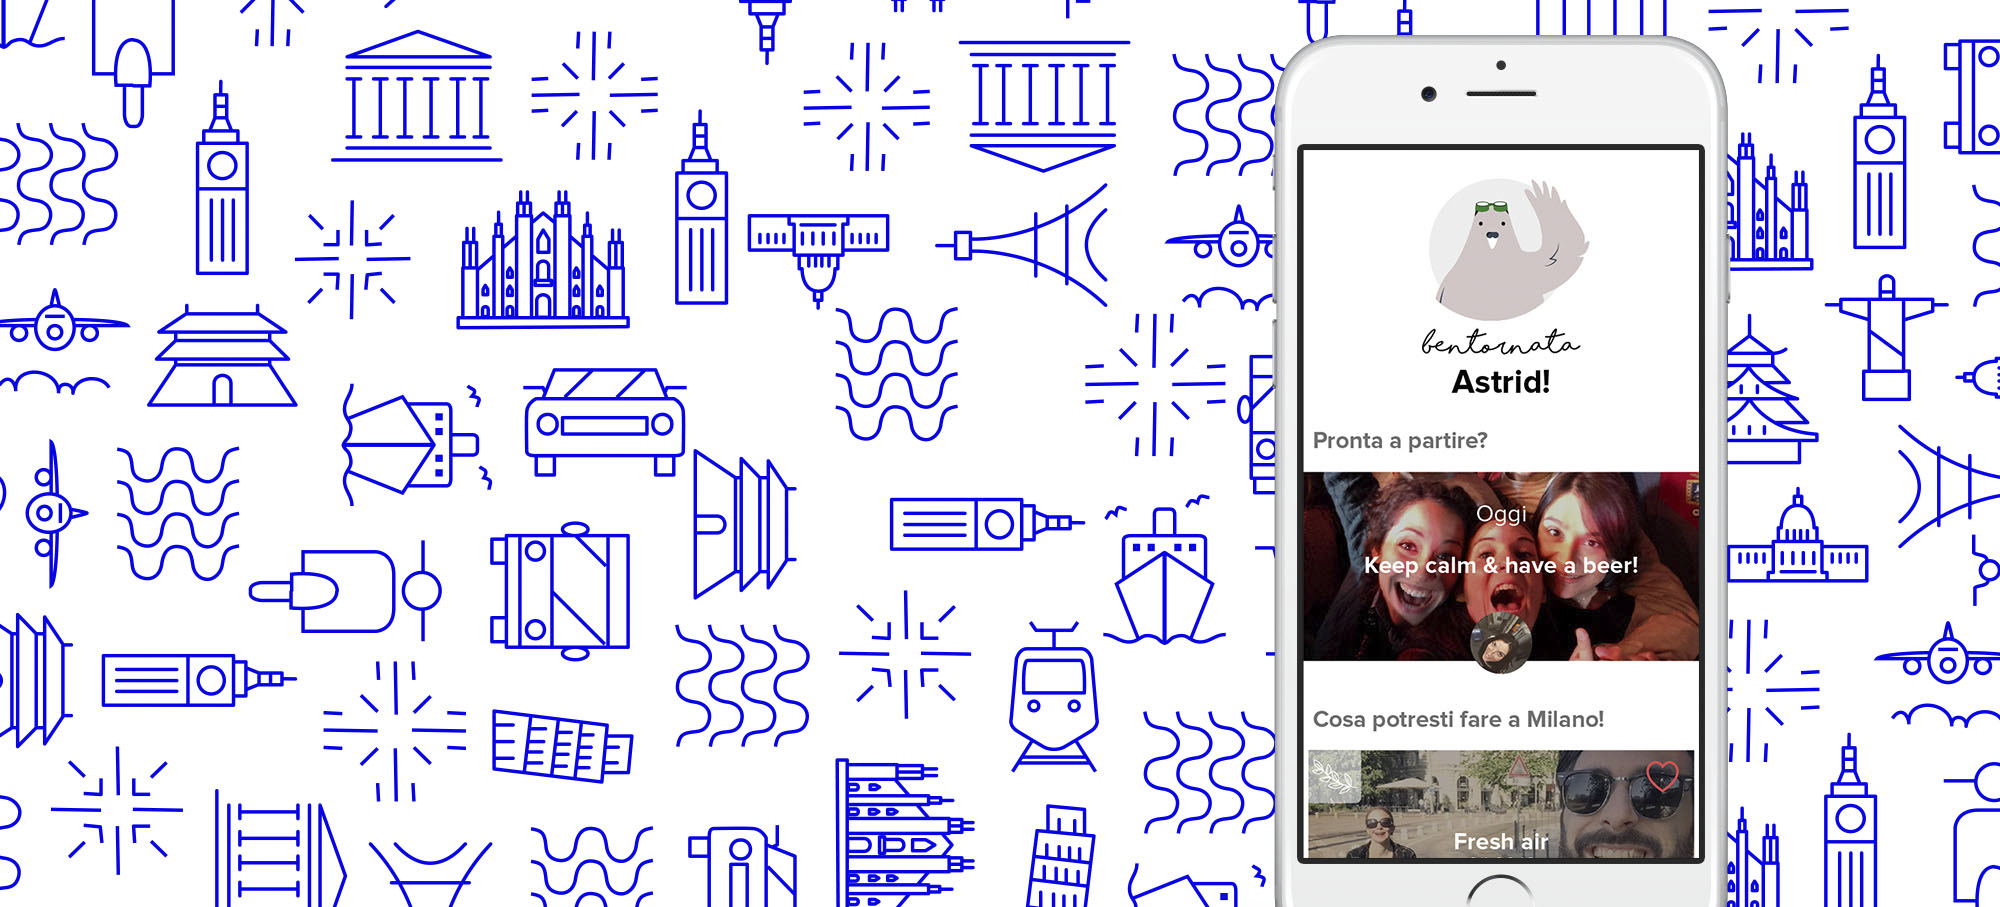 bentornata
Astrid!
Pronta a partire?
Oggi
Keep calm & have a beer!
Cosa potresti fare a Milano!
Fresh air